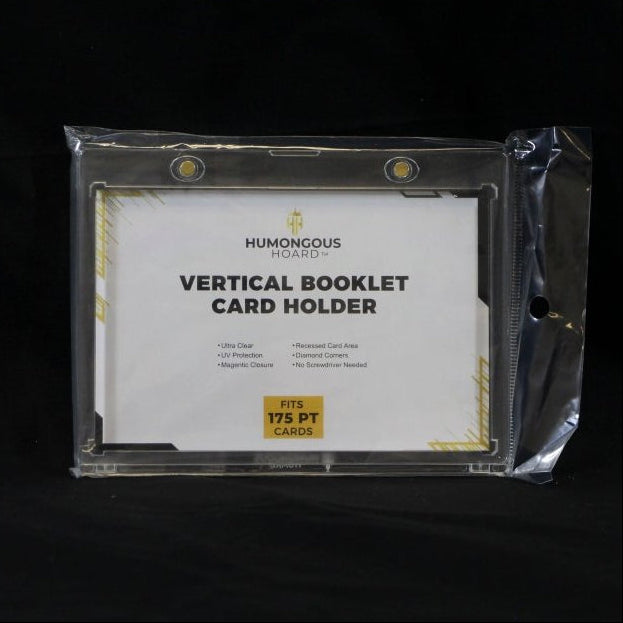 HUMONGOUS
HOARD™
VERTICAL BOOKLET
CARD HOLDER
• Ultra Clear
• UV Protection
• Magentic Closure
• Recessed Card Area
• Diamond Corners
• No Screwdriver Needed
FITS
175 PT
CARDS